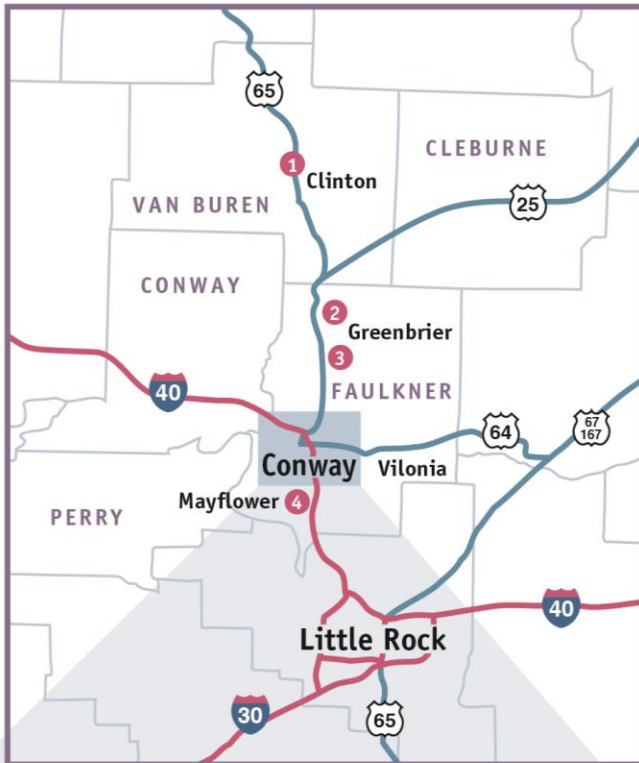 65
CLEBURNE
1
Clinton
VAN BUREN
25
CONWAY
2
Greenbrier
3
40
FAULKNER
67
167
64
Conway
Vilonia
Mayflower 4
PERRY
40
Little Rock
30
65